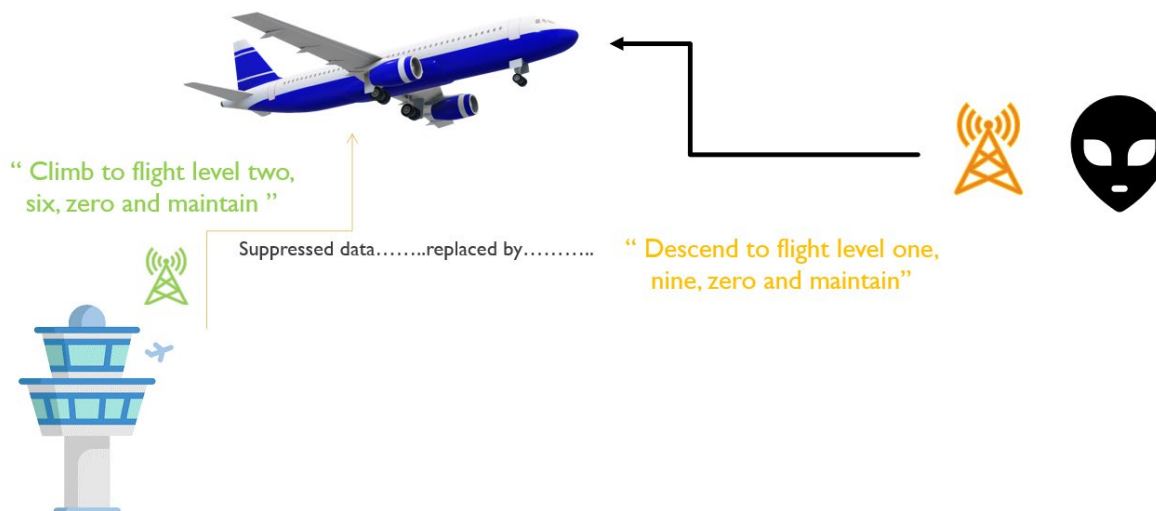 “ Climb to flight level two,
six, zero and maintain ”
Suppressed data........replaced by...........
“ Descend to flight level one,
nine, zero and maintain”